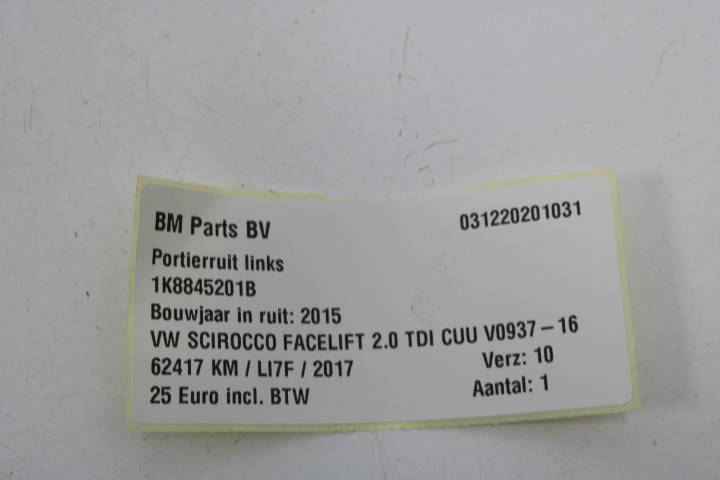 BM Parts BV 031220201031
Portierruit links
1K8845201B
Bouwjaar in ruit: 2015
VW SCIROCCO FACELIFT 2.0 TDI CUU V0937 – 16
62417 KM / LI7F / 2017 Verz: 10
25 Euro incl. BTW Aantal: 1